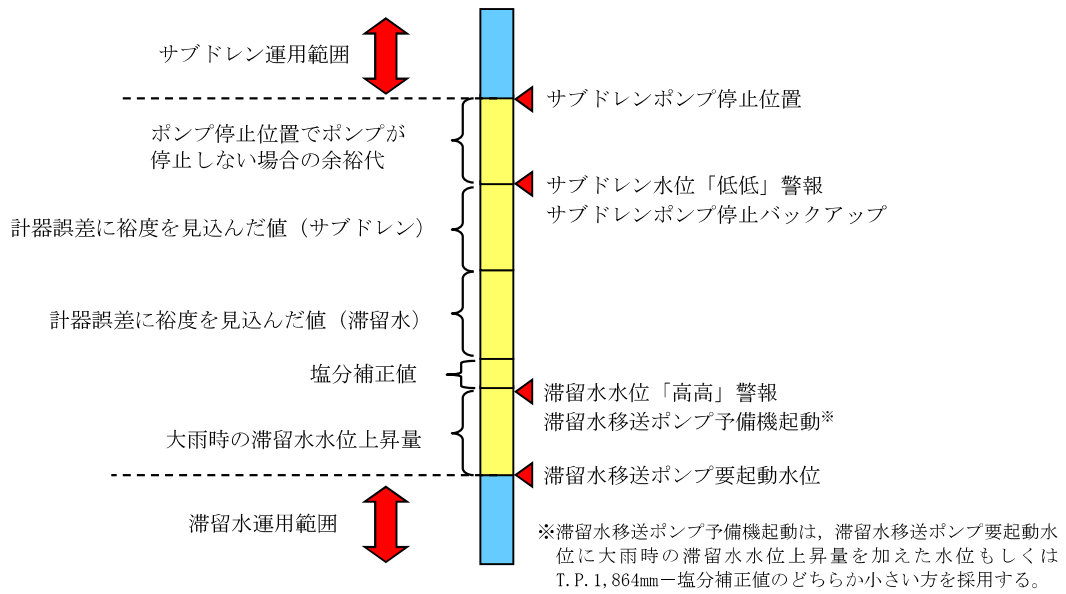 サブドレン運用範囲
サブドレンポンプ停止位置
ポンプ停止位置でポンプが
停止しない場合の余裕代
サブドレン水位「低低」警報
サブドレンポンプ停止バックアップ
計器誤差に裕度を見込んだ値（サブドレン）
計器誤差に裕度を見込んだ値（滞留水）
塩分補正値
滞留水水位「高高」警報
滞留水移送ポンプ予備機起動※
大雨時の滞留水水位上昇量
滞留水移送ポンプ要起動水位
滞留水運用範囲
※滞留水移送ポンプ予備機起動は，滞留水移送ポンプ要起動水
位に大雨時の滞留水水位上昇量を加えた水位もしくは
T.P.1,864mm－塩分補正値のどちらか小さい方を採用する。